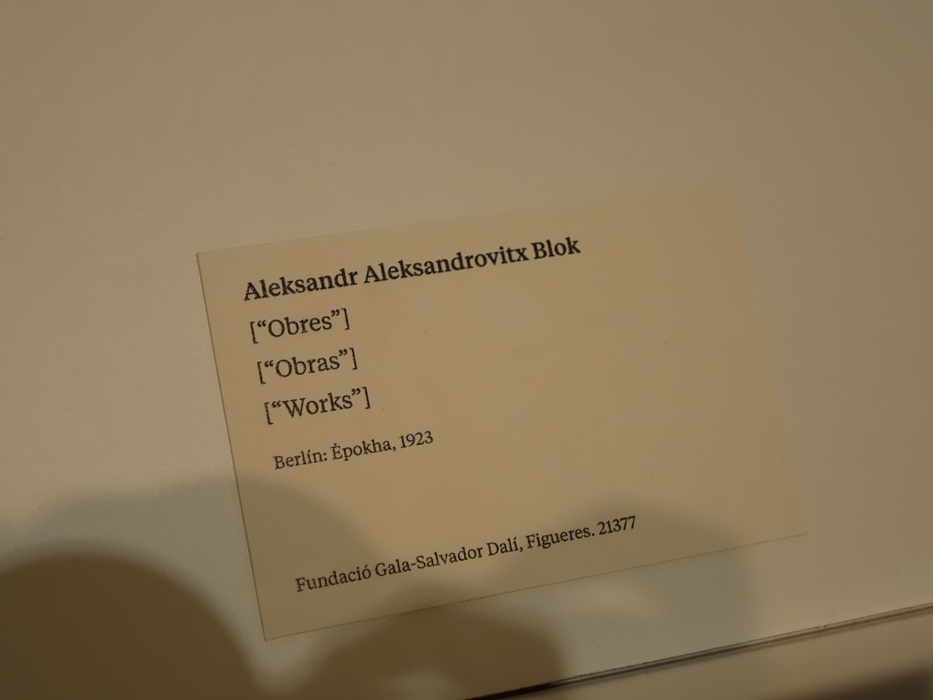 Aleksandr Aleksandrovitx Blok
[“Obres”]
[“Obras”]
[“Works”]
Berlín: Ėpokha, 1923
Fundació Gala-Salvador Dalí, Figueres. 21377